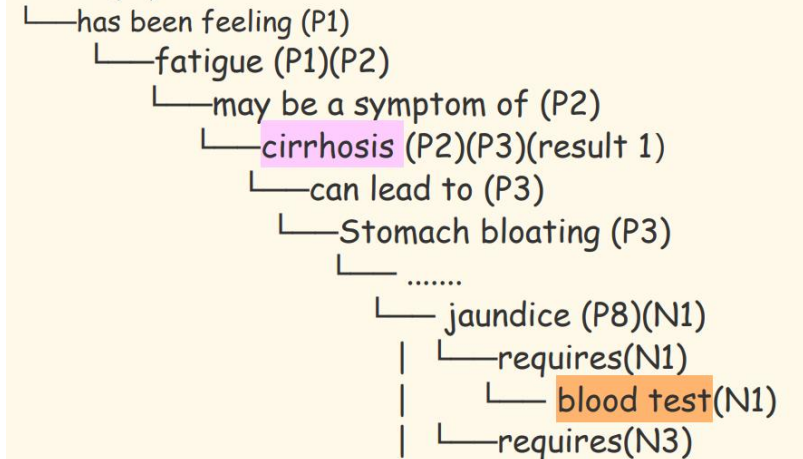 └──has been feeling (P1)
└──fatigue (P1)(P2)
└──may be a symptom of (P2)
└──cirrhosis (P2)(P3)(result 1)
└──can lead to (P3)
└──Stomach bloating (P3)
└── .......
└── jaundice (P8)(N1)
| └──requires(N1)
| └── blood test(N1)
| └──requires(N3)